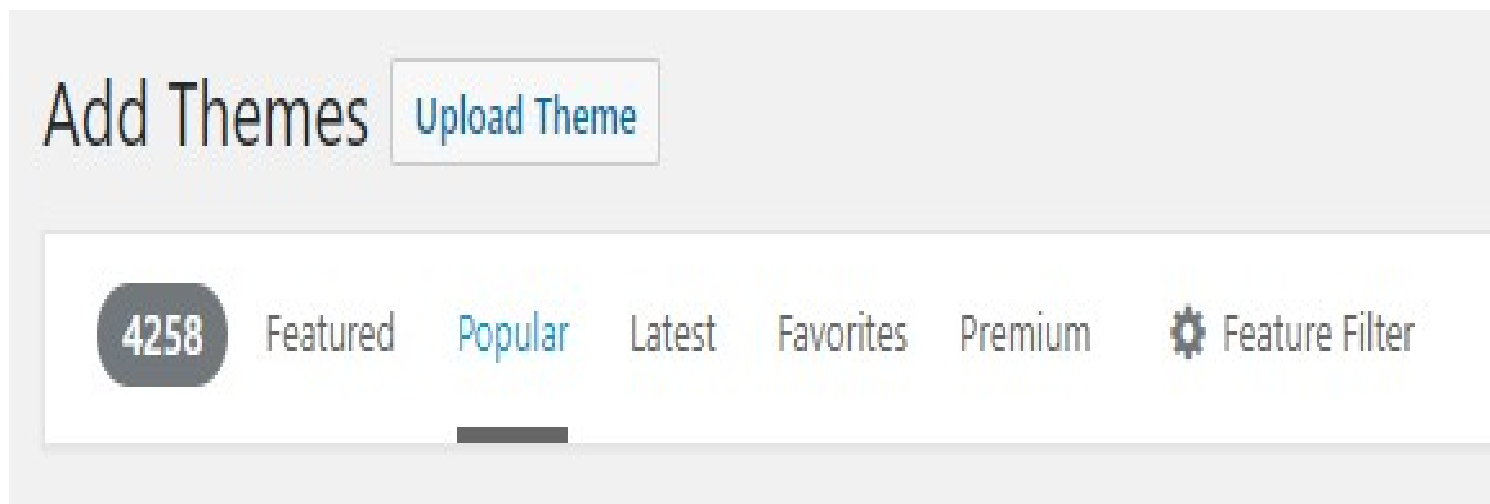 Add Themes Upload Theme
4258 Featured Popular Latest Favorites Premium Feature Filter